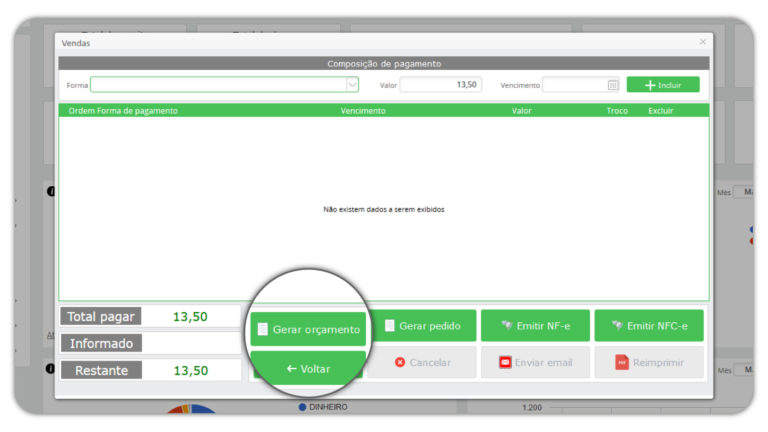 Vendas
Composição de pagamento
Forma
Valor 13,50
Vencimento
Incluir
Ordem Forma de pagamento Vencimento Valor Troco Excluir
Não existem dados a serem exibidos
Mês
Total pagar 13,50
Informado
Restante 13,50
Gerar orçamento
Gerar pedido
Emitir NF-e
Emitir NFC-e
Voltar
Cancelar
Enviar email
Reimprimir
Mês
DINHEIRO
1.200